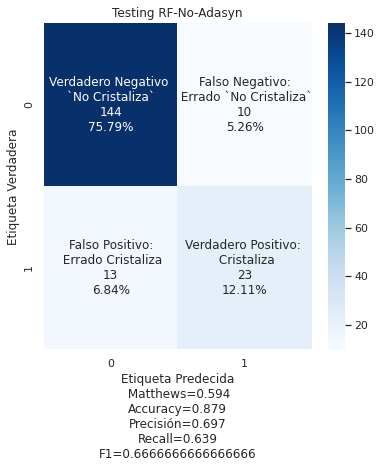 Testing RF-No-Adasyn
Verdadero Negativo
`No Cristaliza`
144
75.79%
Falso Negativo:
Errado `No Cristaliza`
10
5.26%
Falso Positivo:
Errado Cristaliza
13
6.84%
Verdadero Positivo:
Cristaliza
23
12.11%
0
1
Etiqueta Verdadera
0
1
Etiqueta Predecida
Matthews=0.594
Accuracy=0.879
Precisión=0.697
Recall=0.639
F1=0.6666666666666666
140
120
100
80
60
40
20